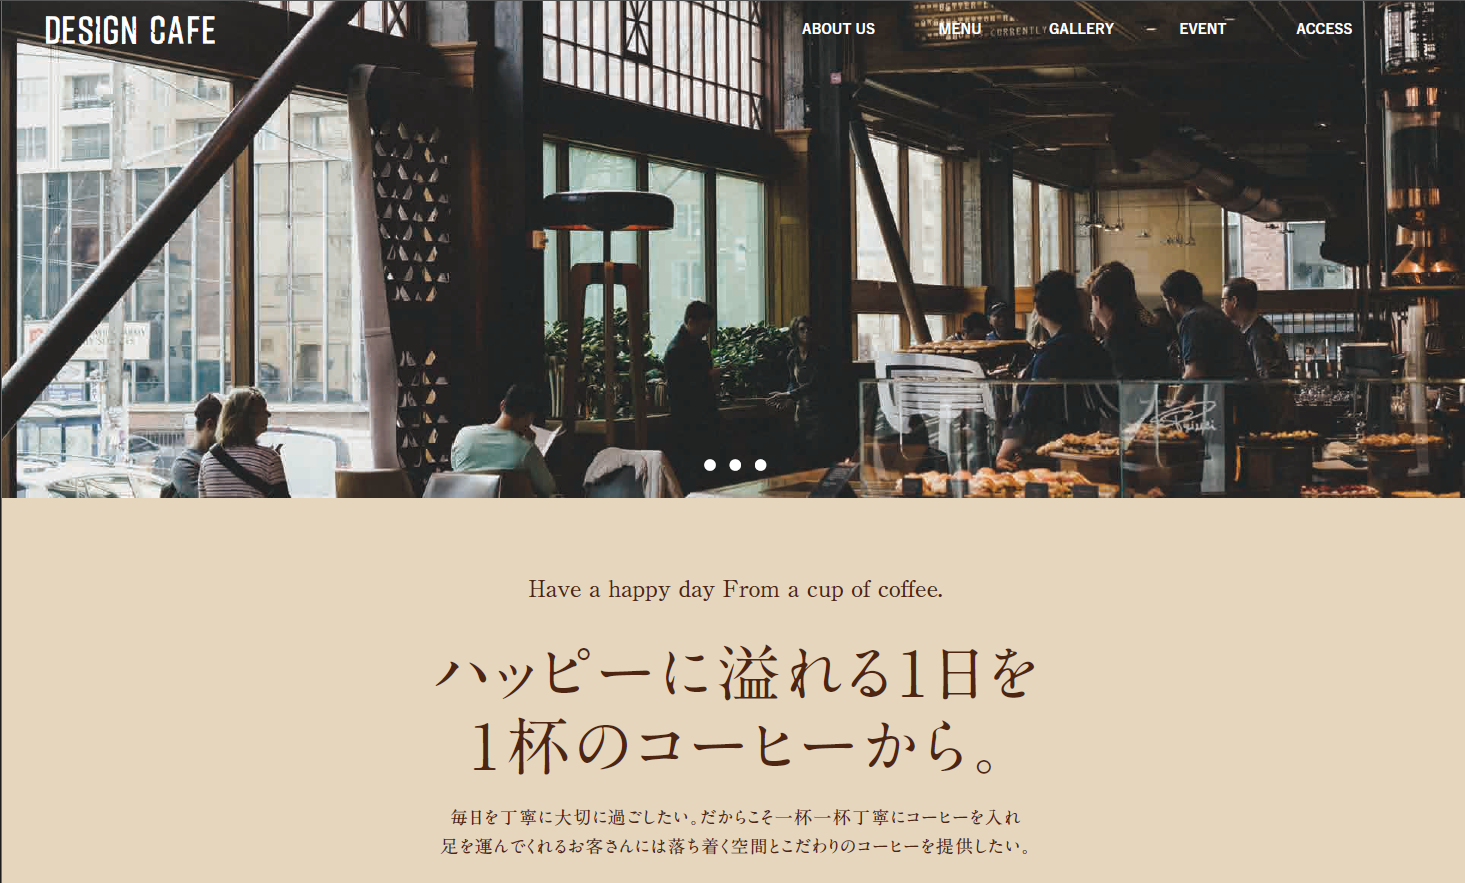 DESIGN CAFE
ABOUT US MENU GALLERY EVENT ACCESS
Have a happy day From a cup of coffee.
ハッピーに溢れる1日を
1杯のコーヒーから。
毎日を丁寧に大切に過ごしたい。だからこそ一杯一杯丁寧にコーヒーを入れ
足を運んでくれるお客さんには落ち着く空間とこだわりのコーヒーを提供したい。